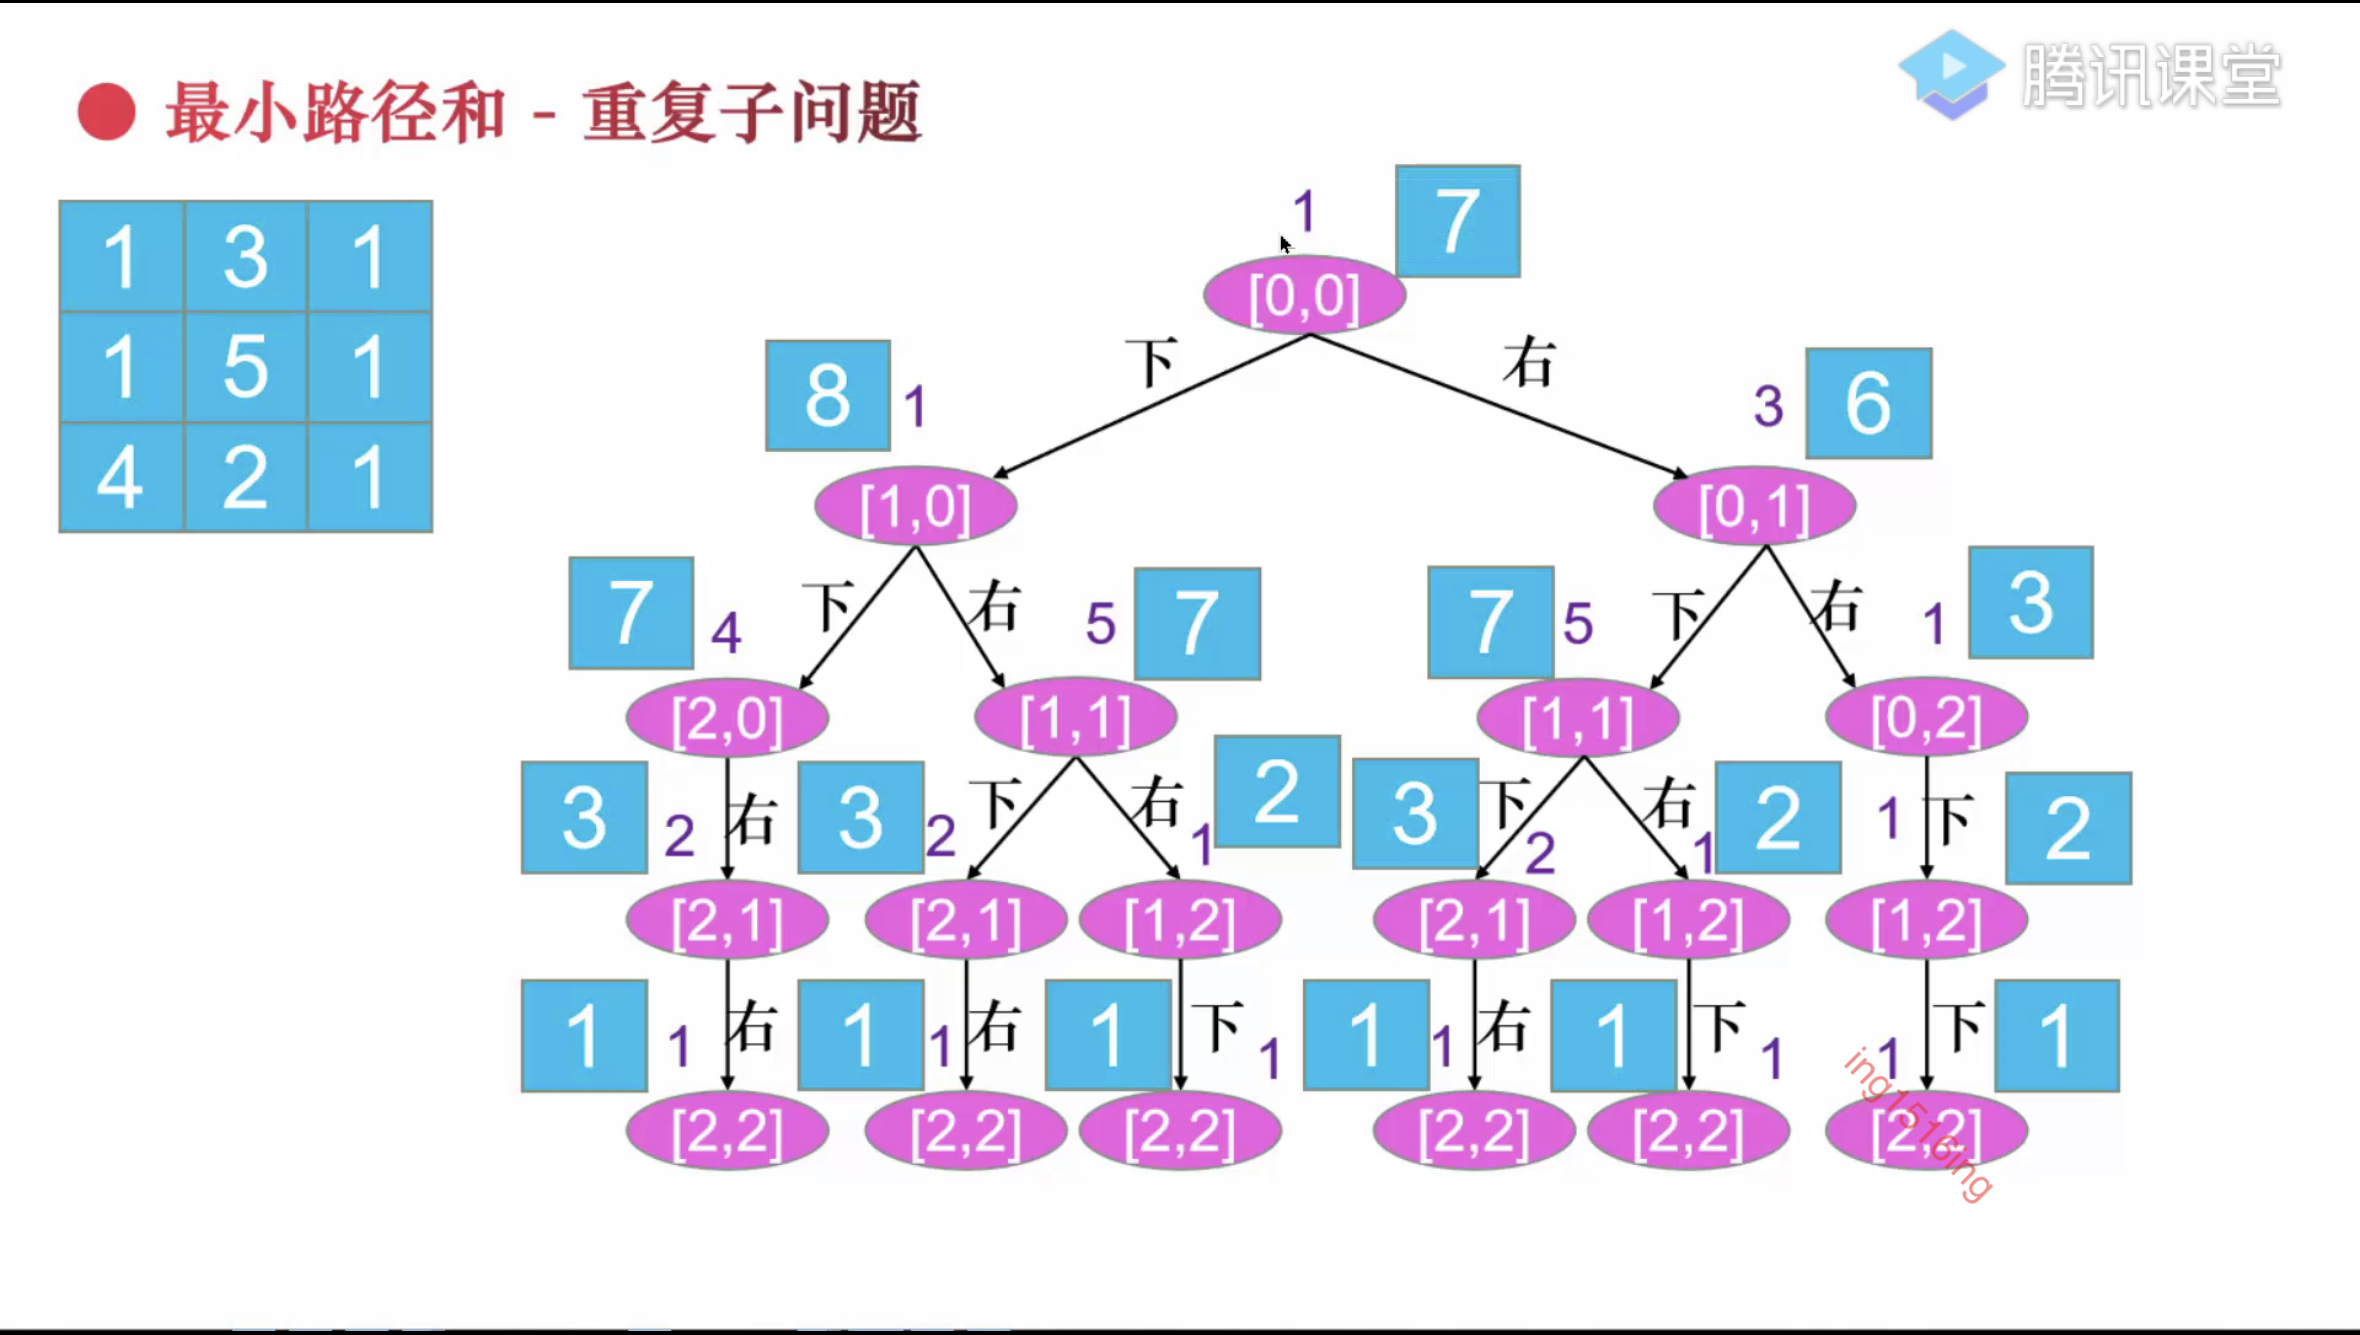 腾讯课堂
最小路径和 - 重复子问题
1 3 1
1 5 1
4 2 1
1 7
[0,0]
下 右
8 1 3 6
[1,0] [0,1]
下 右 下 右
7 4 5 7 7 5 1 3
[2,0] [1,1] [1,1] [0,2]
右 下 右 下 右 下
3 2 3 2 1 2 3 2 1 2 1 2
[2,1] [2,1] [1,2] [2,1] [1,2] [1,2]
右 右 下 右 下 下
1 1 1 1 1 1 1 1 1 1 1 1
[2,2] [2,2] [2,2] [2,2] [2,2] [2,2]
ing1516ing